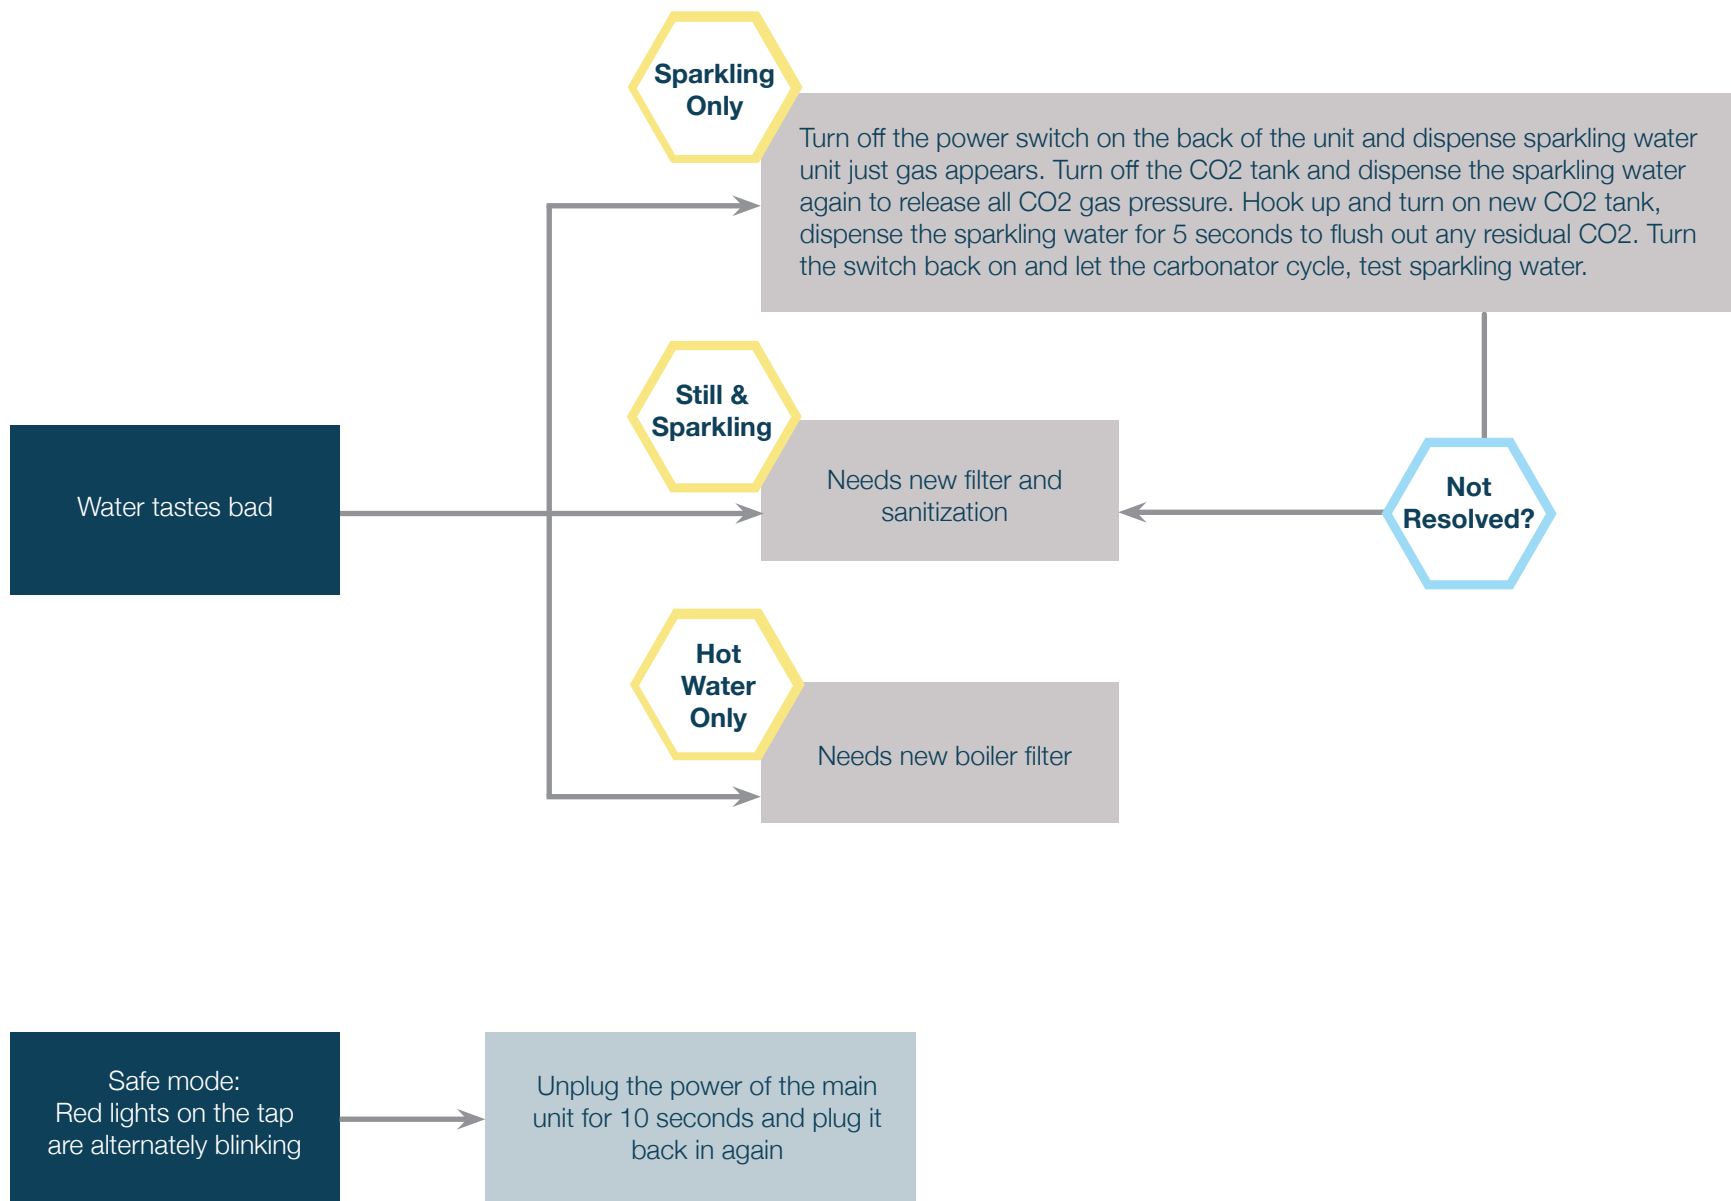 Sparkling
Only
Turn off the power switch on the back of the unit and dispense sparkling water
unit just gas appears. Turn off the CO2 tank and dispense the sparkling water
again to release all CO2 gas pressure. Hook up and turn on new CO2 tank,
dispense the sparkling water for 5 seconds to flush out any residual CO2. Turn
the switch back on and let the carbonator cycle, test sparkling water.
Still &
Sparkling
Water tastes bad
Needs new filter and
sanitization
Not
Resolved?
Hot
Water
Only
Needs new boiler filter
Safe mode:
Red lights on the tap
are alternately blinking
Unplug the power of the main
unit for 10 seconds and plug it
back in again